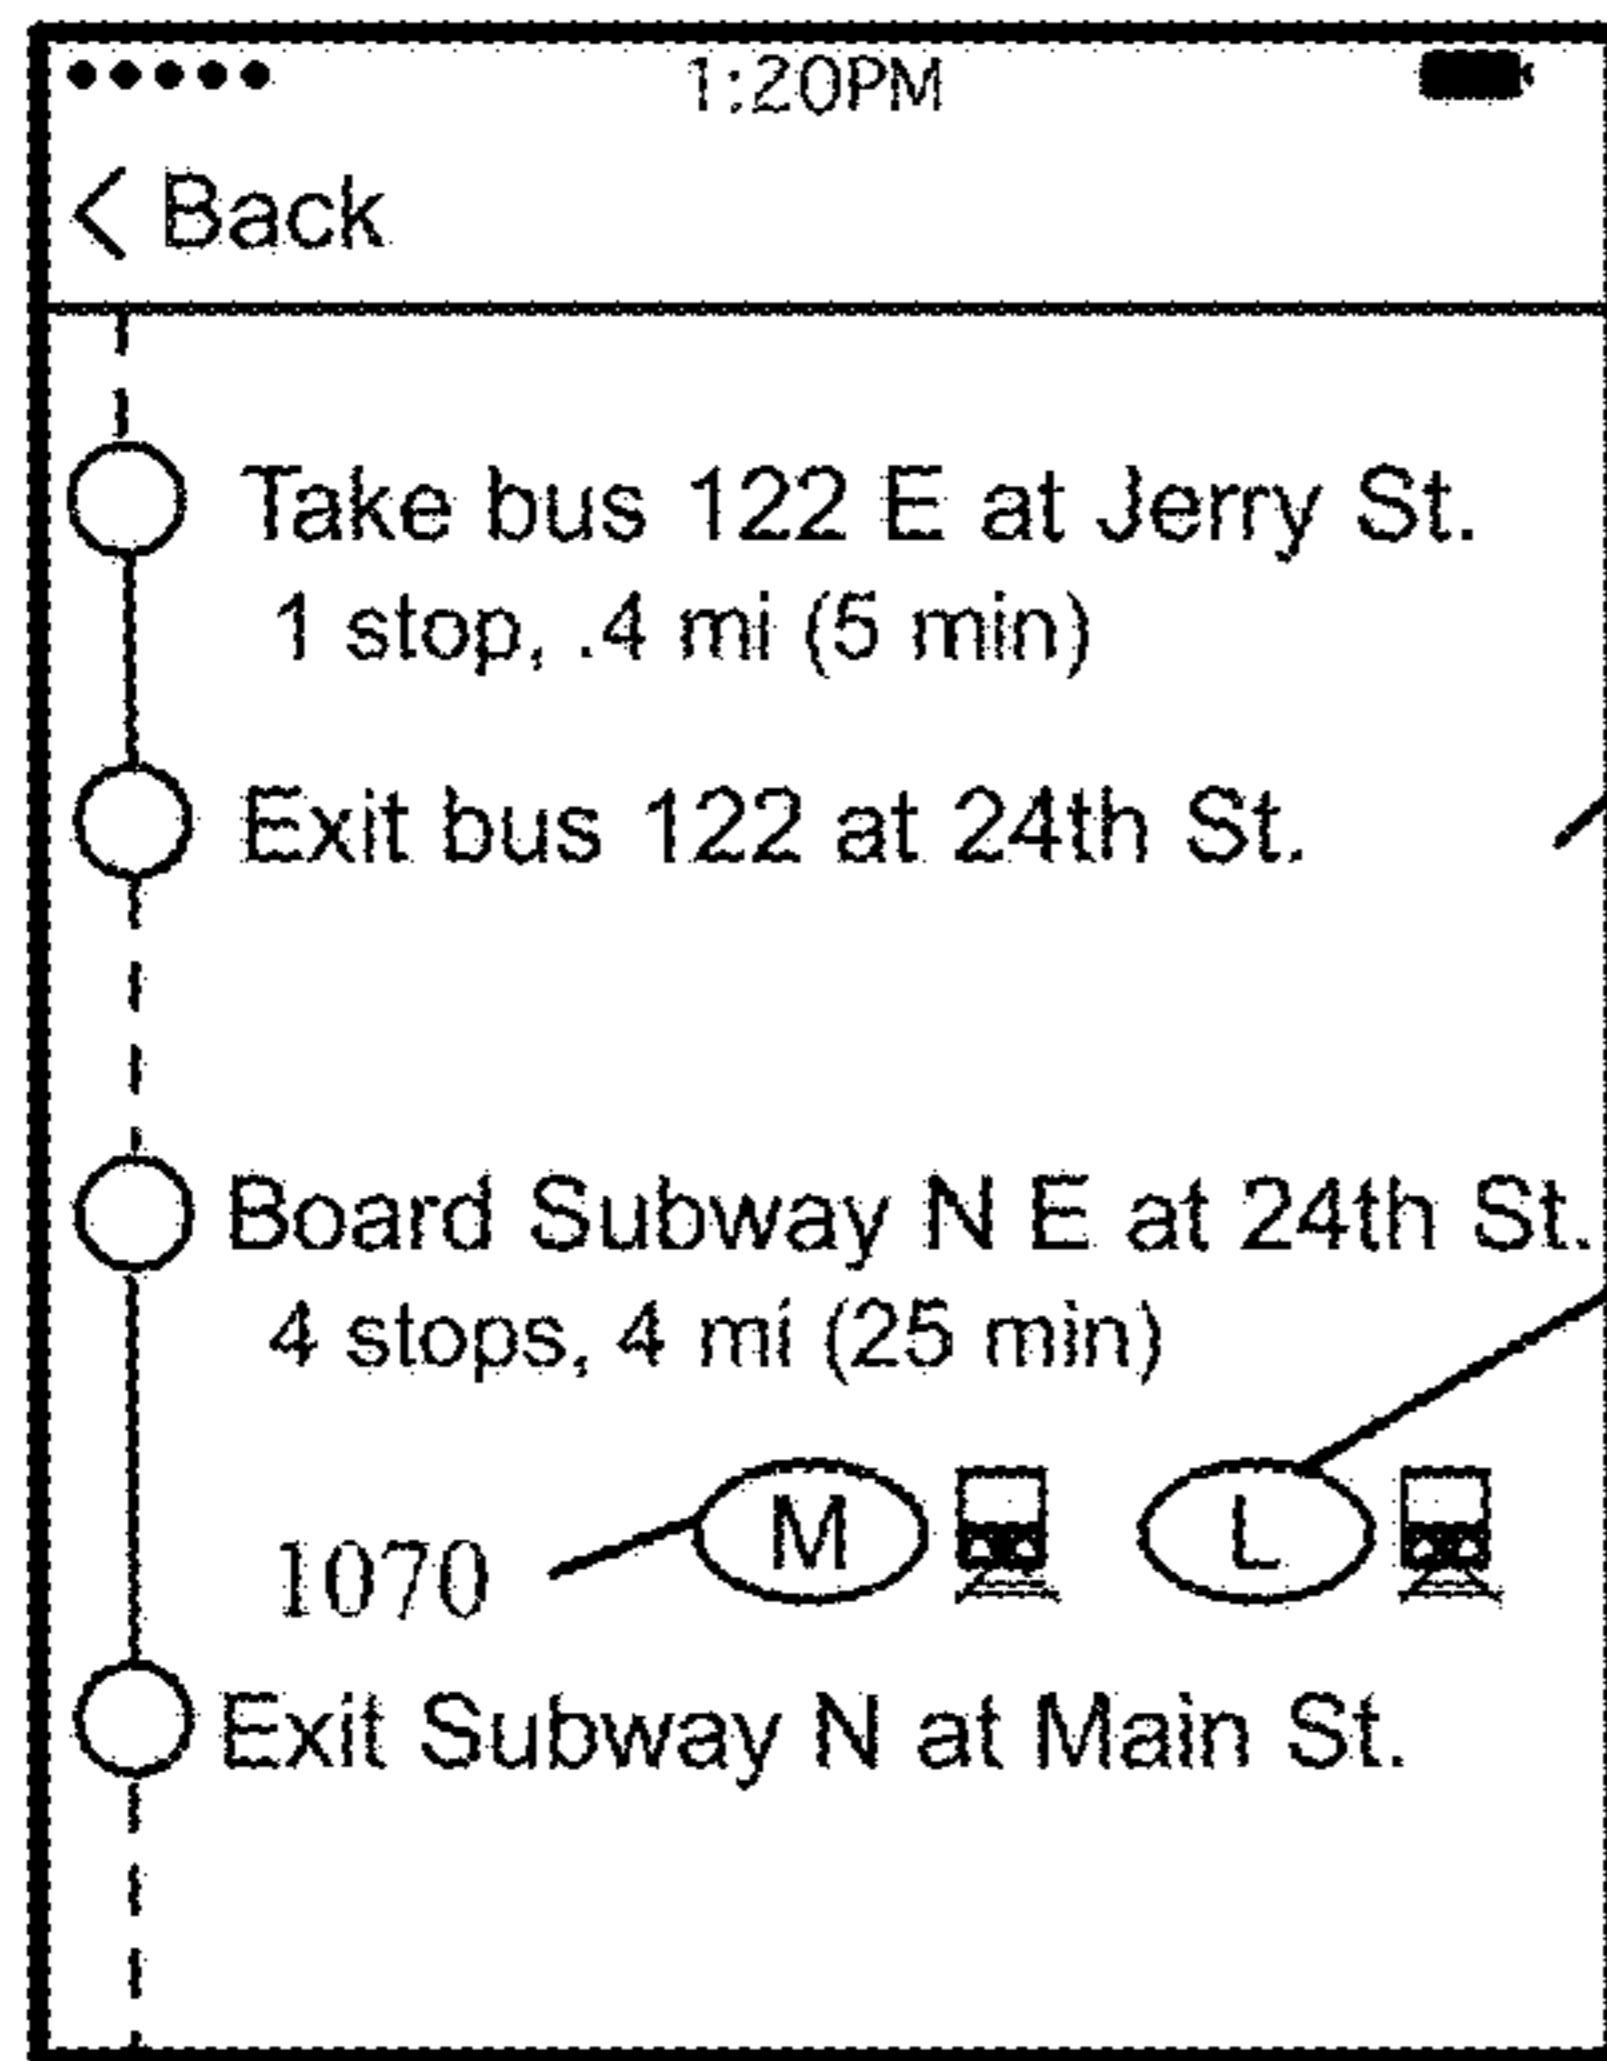 1:20PM
< Back
Take bus 122 E at Jerry St.
1 stop, .4 mi (5 min)
Exit bus 122 at 24th St.
Board Subway N E at 24th St.
4 stops, 4 mi (25 min)
1070 M L
Exit Subway N at Main St.